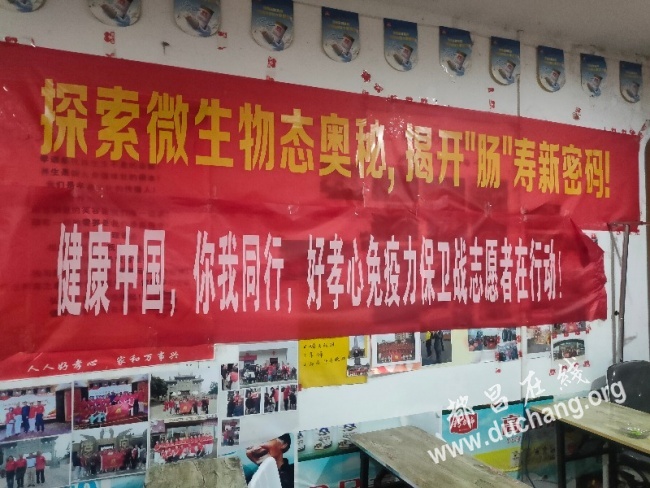 探索微生物态奥秘,揭开"肠"寿新密码!
健康中国，你我同行，好孝心免疫力保卫战志愿者在行动！
人人好孝心 家和万事兴
都昌在线
www.duchang.org